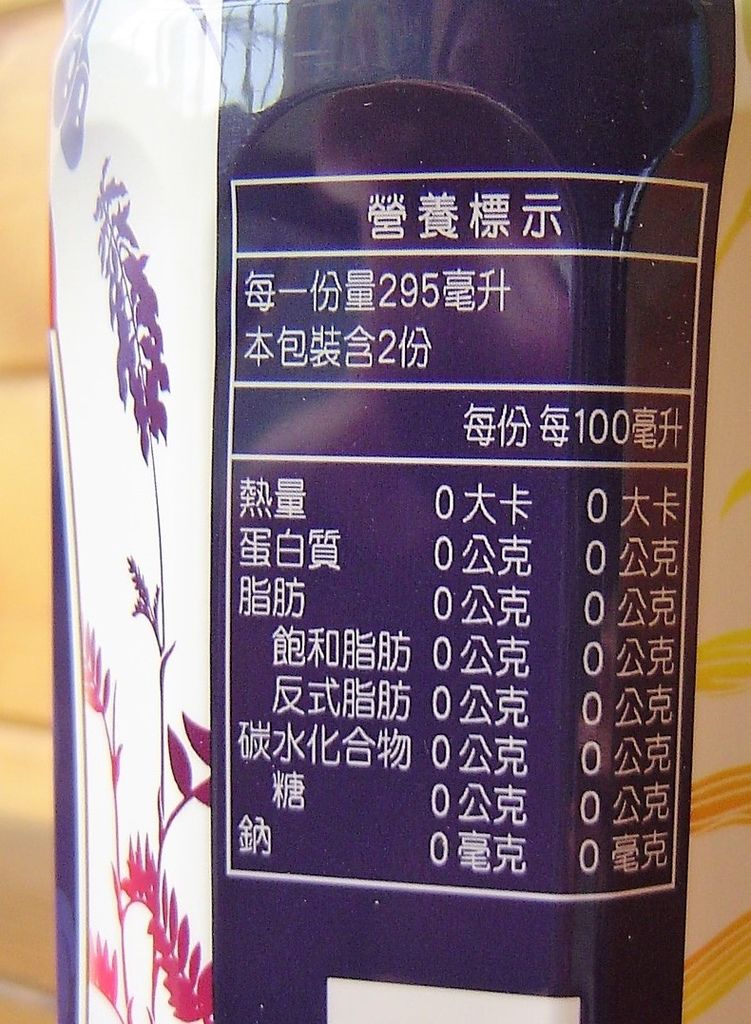 營養標示
每一份量295毫升
本包裝含2份
每份 每100毫升
熱量 0大卡 0大卡
蛋白質 0公克 0公克
脂肪 0公克 0公克
飽和脂肪 0公克 0公克
反式脂肪 0公克 0公克
碳水化合物 0公克 0公克
糖 0公克 0公克
鈉 0毫克 0毫克